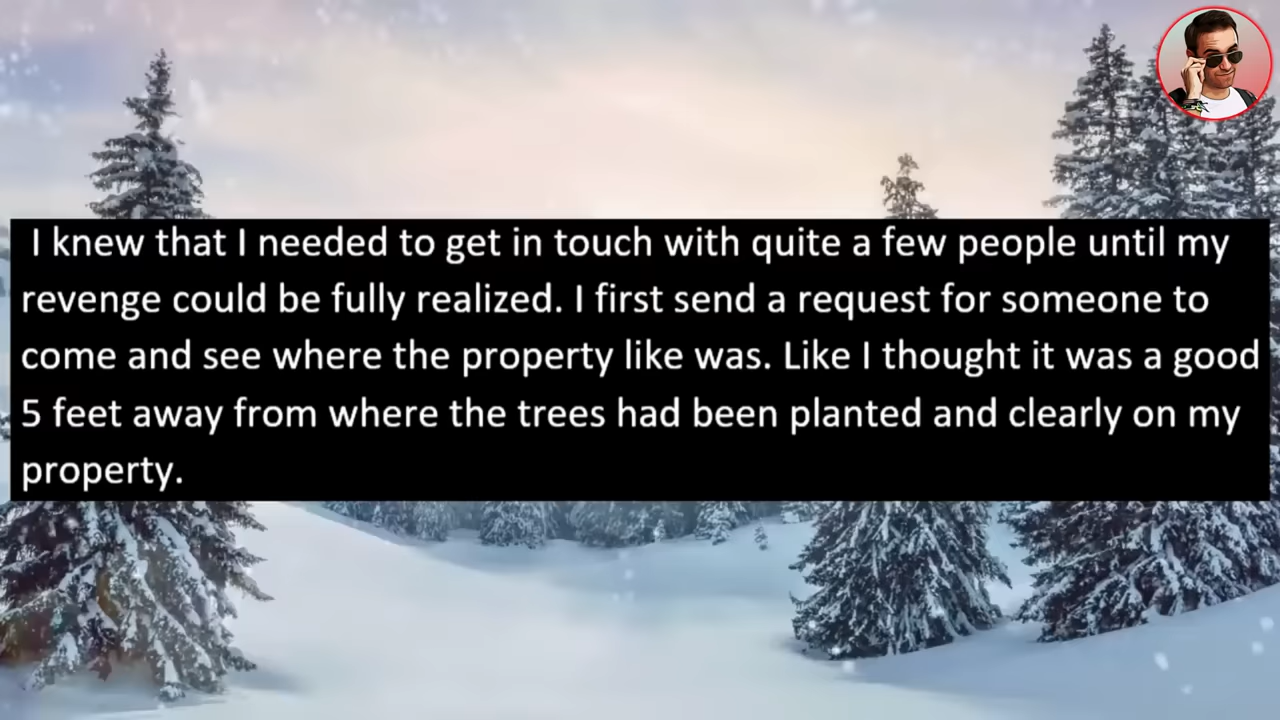 I knew that I needed to get in touch with quite a few people until my
revenge could be fully realized. I first send a request for someone to
come and see where the property like was. Like I thought it was a good
5 feet away from where the trees had been planted and clearly on my
property.